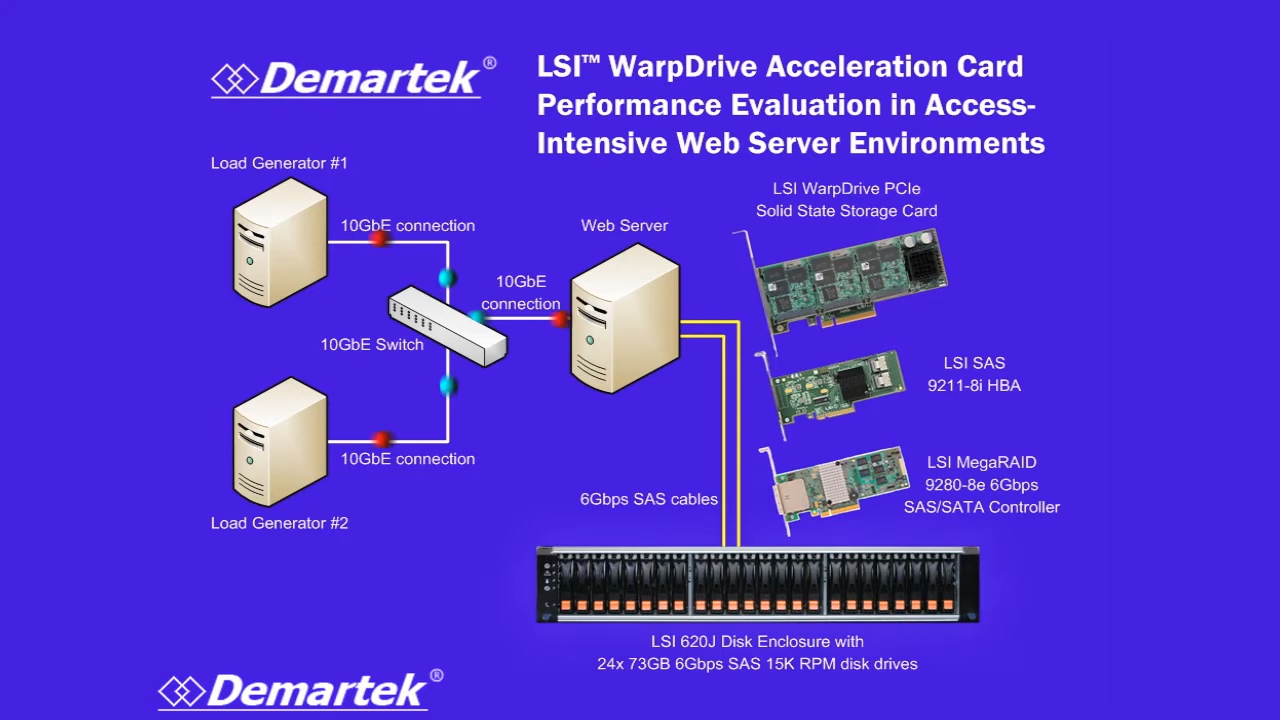 Demartek®
LSI™ WarpDrive Acceleration Card
Performance Evaluation in Access-
Intensive Web Server Environments
Load Generator #1
10GbE connection
10GbE
connection
Web Server
10GbE Switch
10GbE connection
Load Generator #2
LSI WarpDrive PCIe
Solid State Storage Card
LSI SAS
9211-8i HBA
LSI MegaRAID
9280-8e 6Gbps
SAS/SATA Controller
6Gbps SAS cables
LSI 620J Disk Enclosure with
24x 73GB 6Gbps SAS 15K RPM disk drives
Demartek®